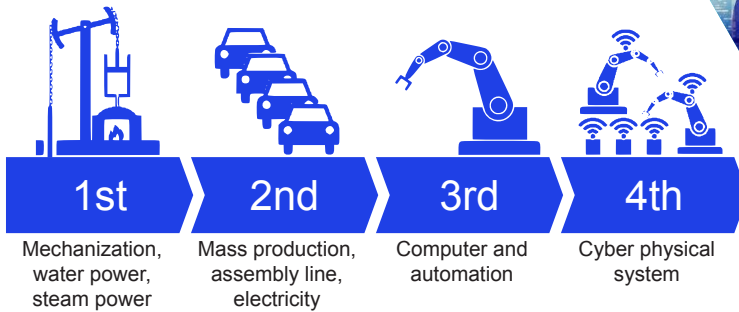 1st
2nd
3rd
4th
Mechanization,
water power,
steam power
Mass production,
assembly line,
electricity
Computer and
automation
Cyber physical
system